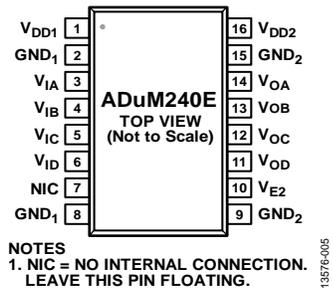 VDD1 1 16 VDD2
GND1 2 15 GND2
VIA 3 14 VOA
VIB 4 ADuM240E 13 VOB
VIC 5 TOP VIEW (Not to Scale) 12 VOC
VID 6 11 VOD
NIC 7 10 VE2
GND1 8 9 GND2
NOTES
1. NIC = NO INTERNAL CONNECTION.
LEAVE THIS PIN FLOATING.
13576-005